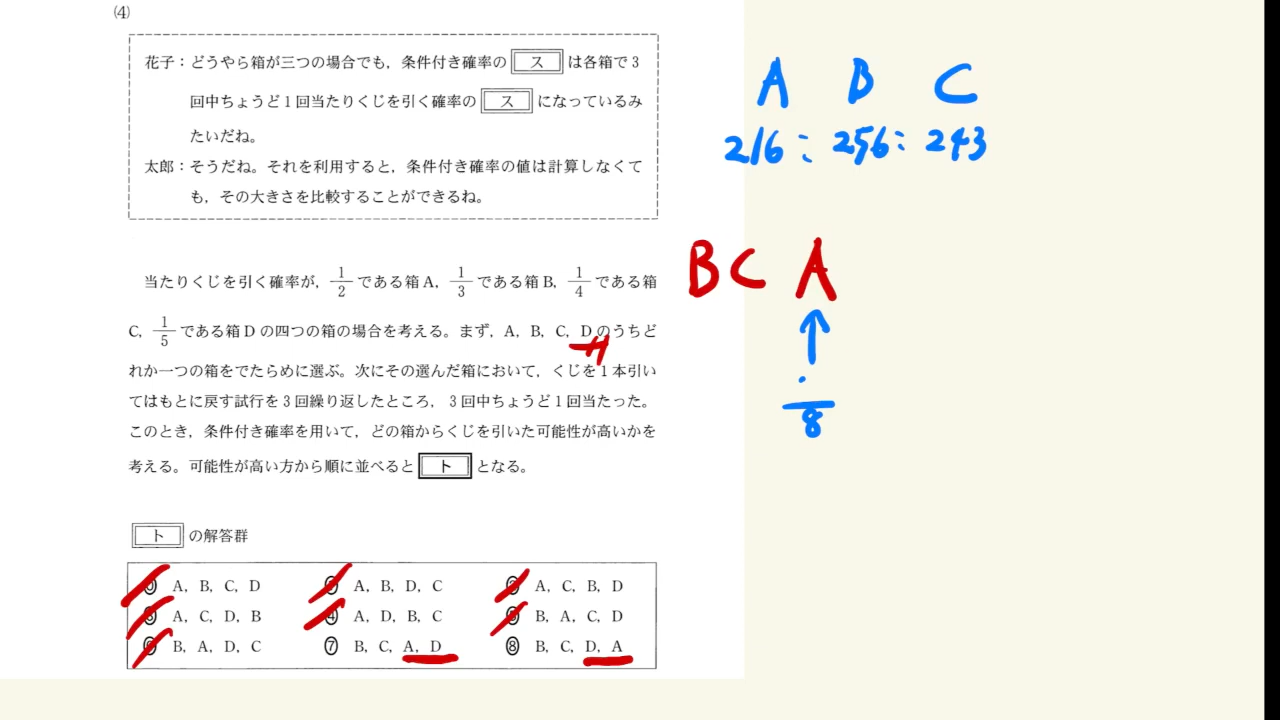 (4)
花子：どうやら箱が三つの場合でも，条件付き確率の ス は各箱で3
回中ちょうど1回当たりくじを引く確率の ス になっているみ
たいだね。
太郎：そうだね。それを利用すると，条件付き確率の値は計算しなくて
も，その大きさを比較することができるね。
当たりくじを引く確率が，1/2 である箱A，1/3 である箱B，1/4 である箱
C，1/5 である箱Dの四つの箱の場合を考える。まず，A，B，C，Dのうちど
れか一つの箱をでたらめに選ぶ。次にその選んだ箱において，くじを1本引い
てはもとに戻す試行を3回繰り返したところ，3回中ちょうど1回当たった。
このとき，条件付き確率を用いて，どの箱からくじを引いた可能性が高いかを
考える。可能性が高い方から順に並べると ト となる。
ト の解答群
⓪ A，B，C，D ① A，B，D，C ② A，C，B，D
③ A，C，D，B ④ A，D，B，C ⑤ B，A，C，D
⑥ B，A，D，C ⑦ B，C，A，D ⑧ B，C，D，A
A B C
216 : 256 : 243
B C A
8